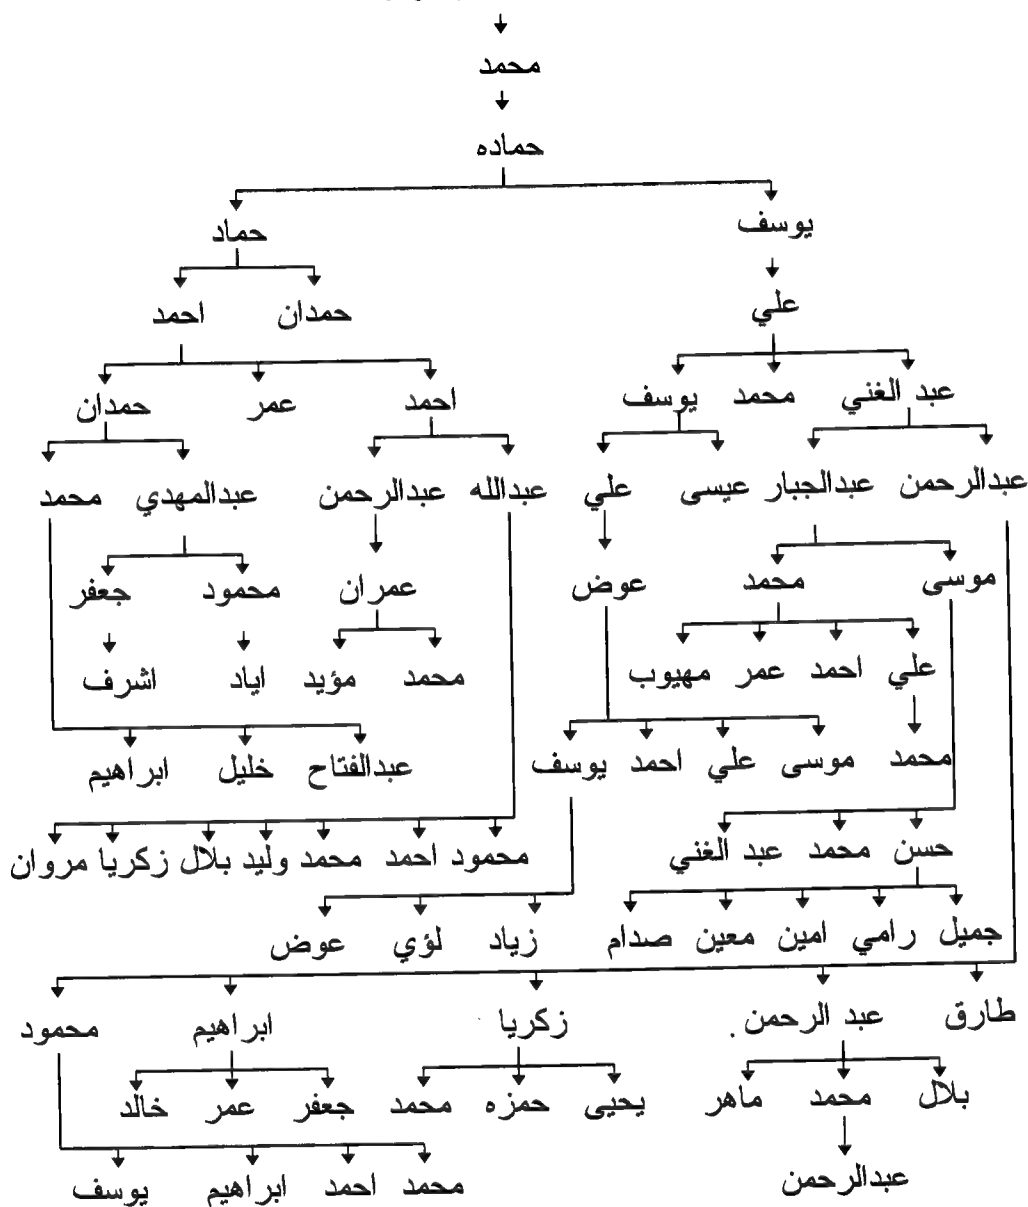 محمد
حماده
يوسف حماد
علي حمدان احمد
عبد الغني محمد يوسف احمد عمر حمدان
عبدالرحمن عبدالجبار عيسى علي عبدالله عبدالرحمن عبدالمهدي محمد
موسى محمد عوض عمران محمود جعفر
علي احمد عمر مهيوب محمد مؤيد اياد اشرف
محمد موسى علي احمد يوسف عبدالفتاح خليل ابراهيم
حسن محمد عبد الغني محمود احمد محمد وليد بلال زكريا مروان
جميل رامي امين معين صدام زياد لؤي عوض
طارق عبد الرحمن زكريا ابراهيم محمود
بلال محمد ماهر يحيى حمزه محمد جعفر عمر خالد
عبدالرحمن محمد احمد ابراهيم يوسف